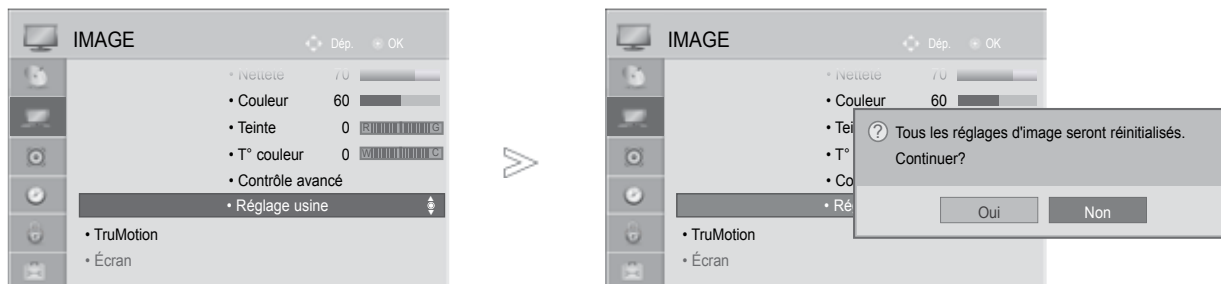 IMAGE
Dép. OK
• Netteté 70
• Couleur 60
• Teinte 0 R G
• T° couleur 0 W C
• Contrôle avancé
• Réglage usine
• TruMotion
• Écran
IMAGE
Dép. OK
• Netteté 70
• Couleur 60
• Tei
• T°
• Co
• Ré
• TruMotion
• Écran
? Tous les réglages d'image seront réinitialisés.
Continuer?
Oui Non